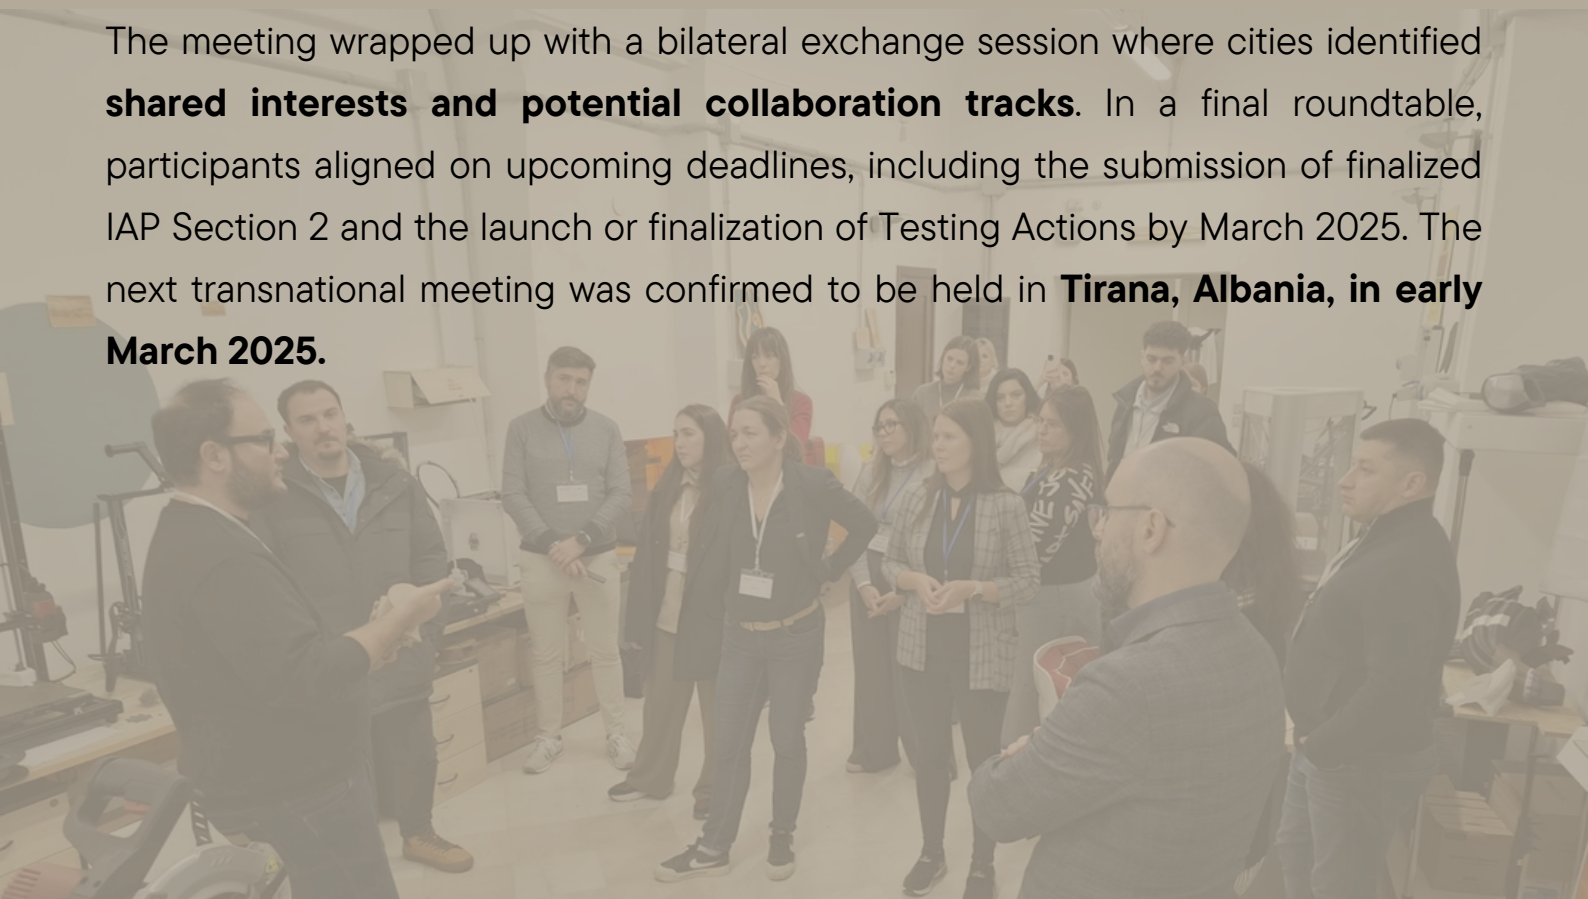 The meeting wrapped up with a bilateral exchange session where cities identified
shared interests and potential collaboration tracks. In a final roundtable,
participants aligned on upcoming deadlines, including the submission of finalized
IAP Section 2 and the launch or finalization of Testing Actions by March 2025. The
next transnational meeting was confirmed to be held in Tirana, Albania, in early
March 2025.